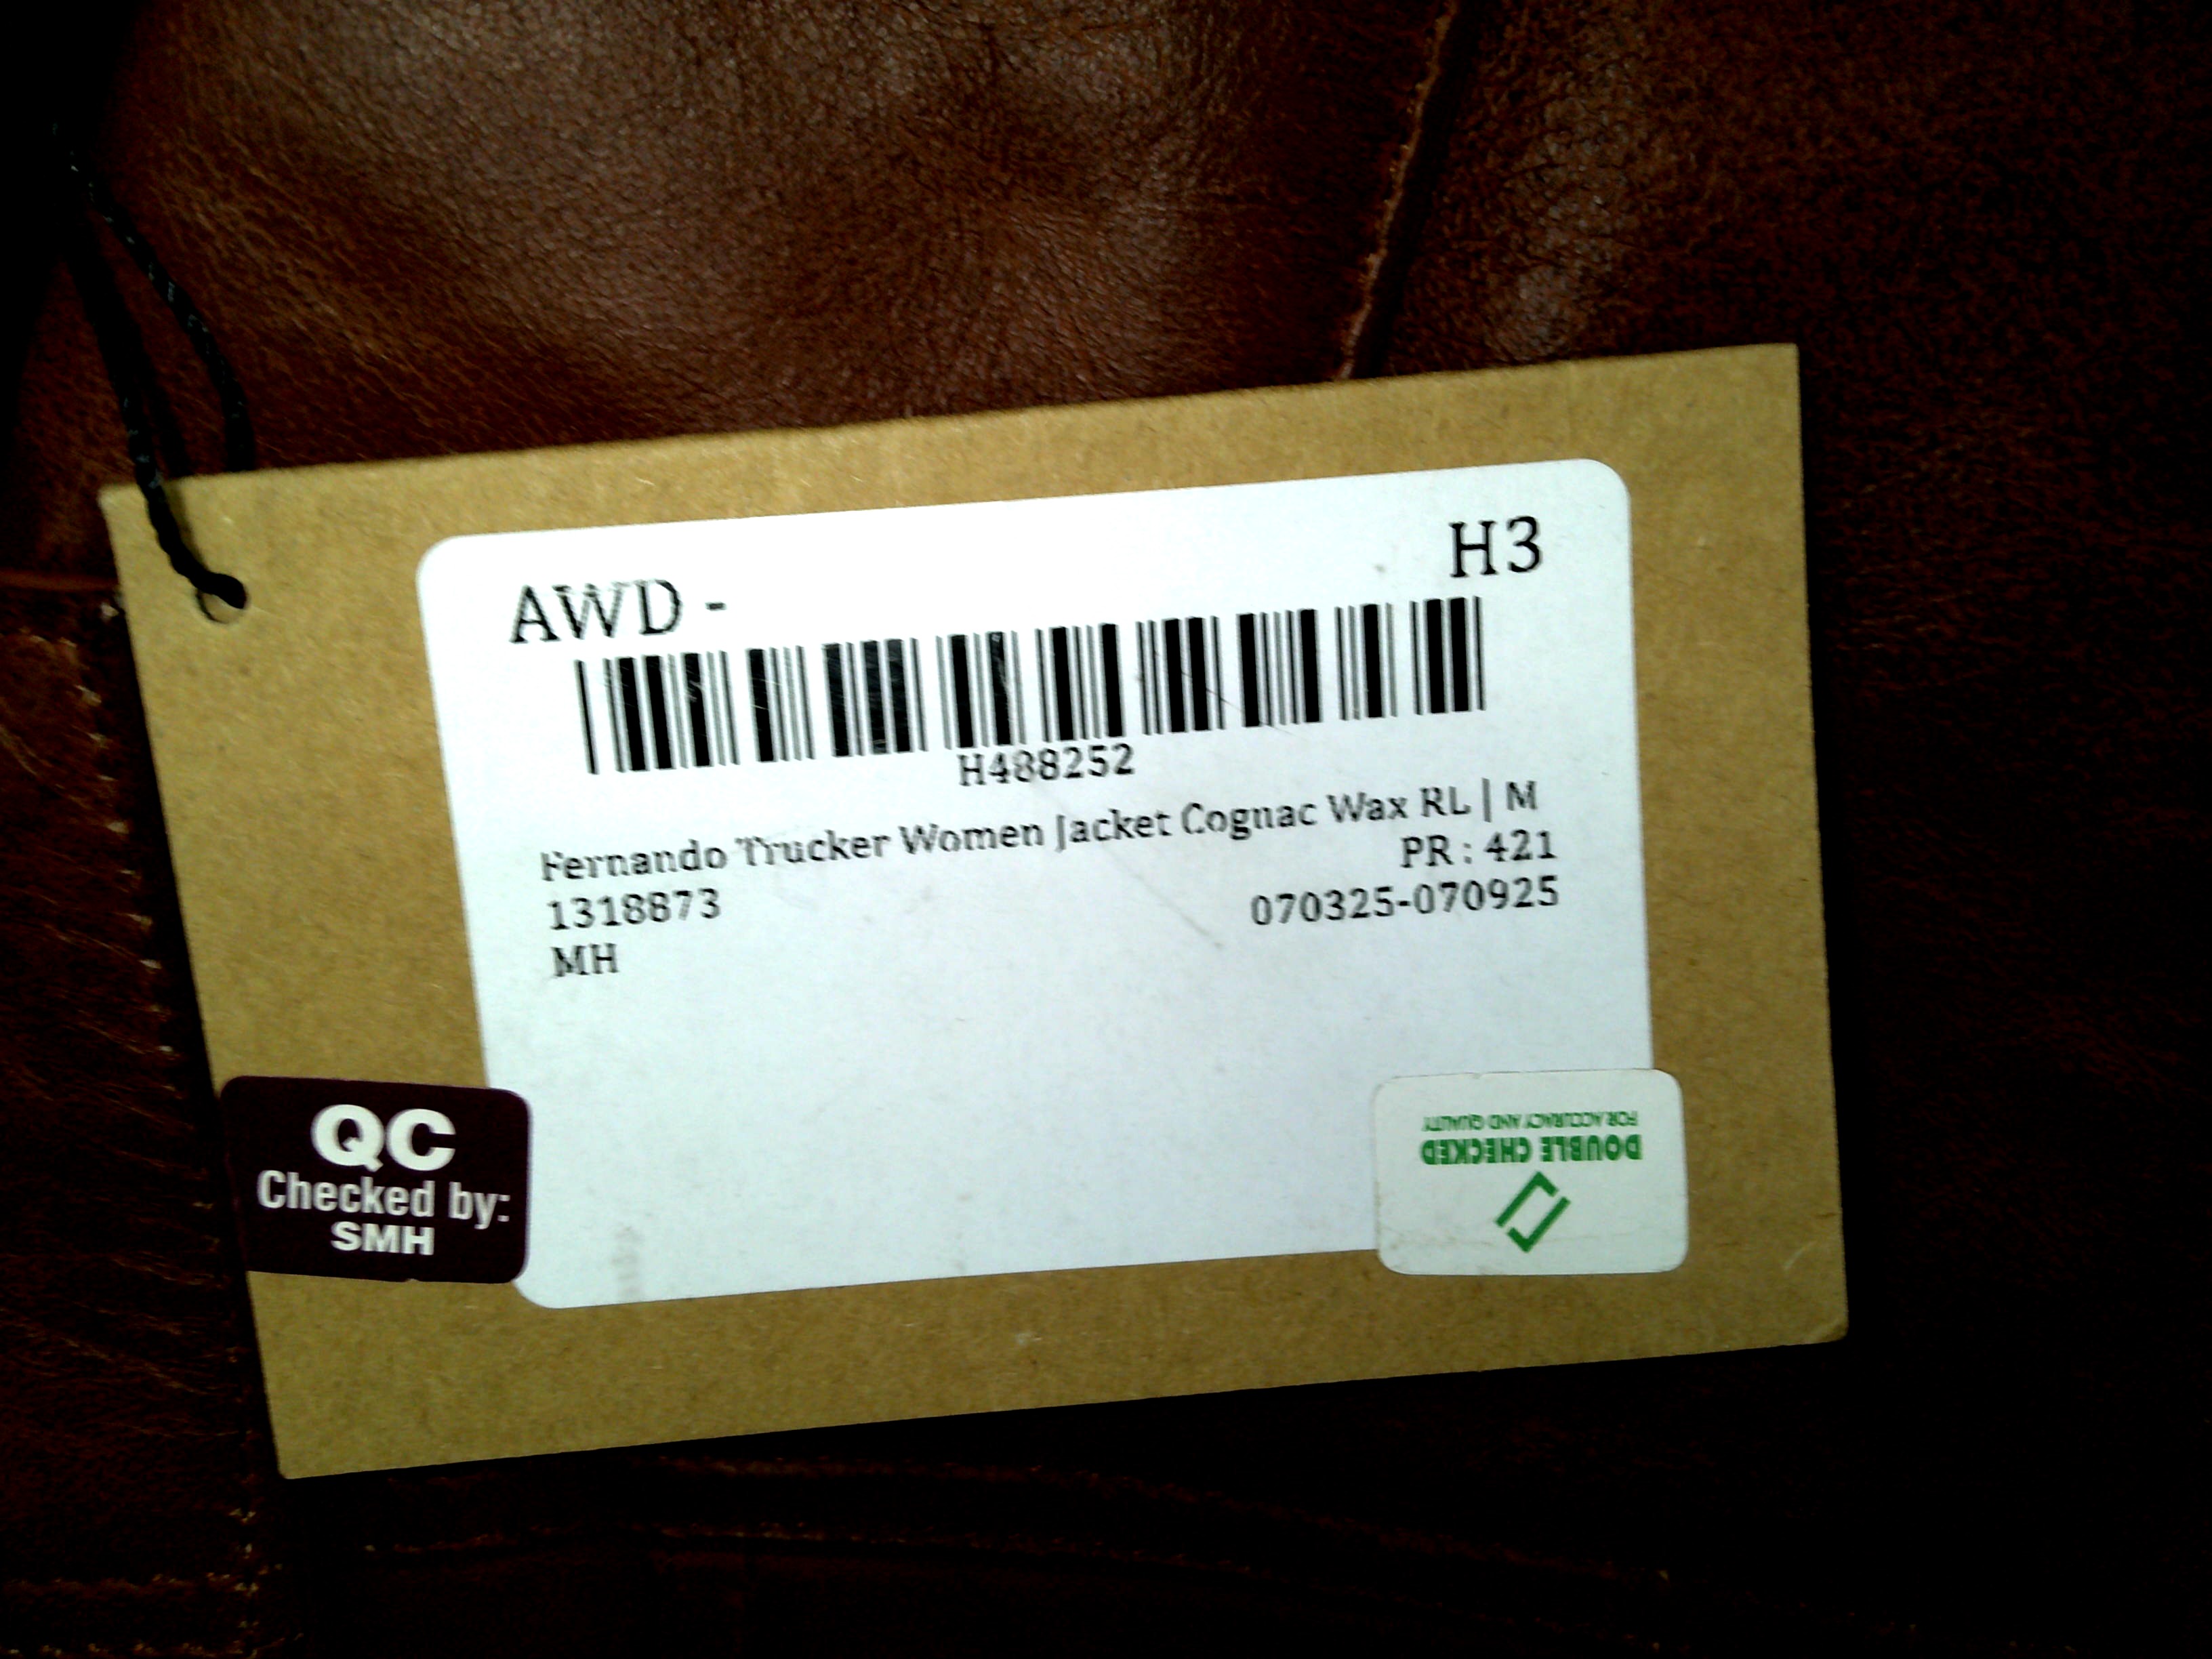 AWD -
H3
H488252
Fernando Trucker Women Jacket Cognac Wax RL | M
PR : 421
1318873
070325-070925
MH
QC
Checked by:
SMH
DOUBLE CHECKED
FOR ACCURACY AND QUALITY